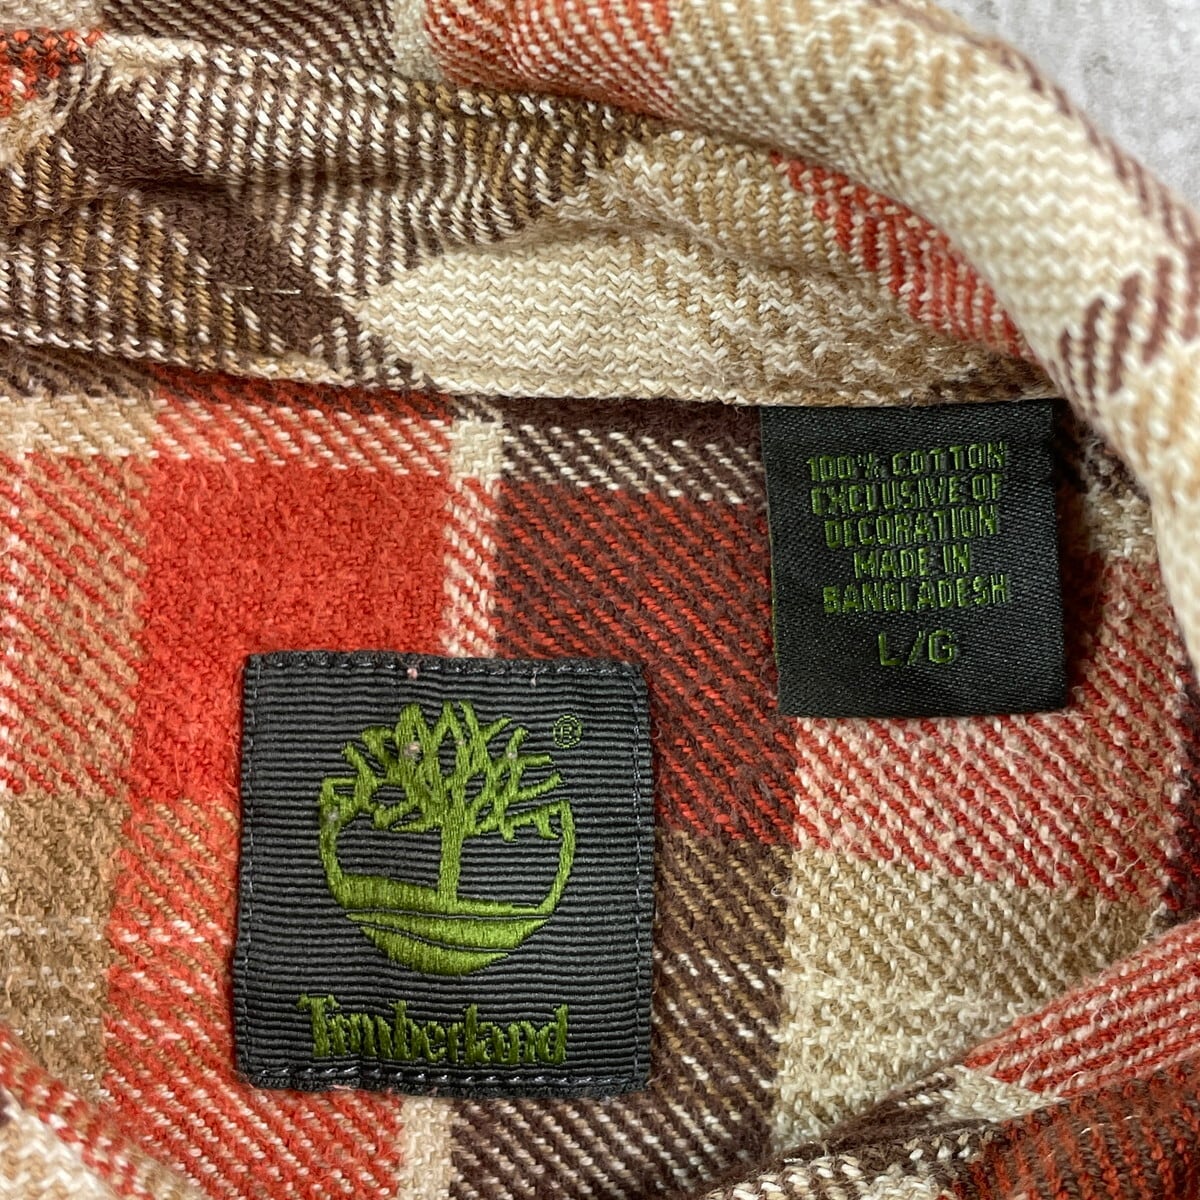 100% COTTON
EXCLUSIVE OF
DECORATION
MADE IN
BANGLADESH
L/G
®
Timberland